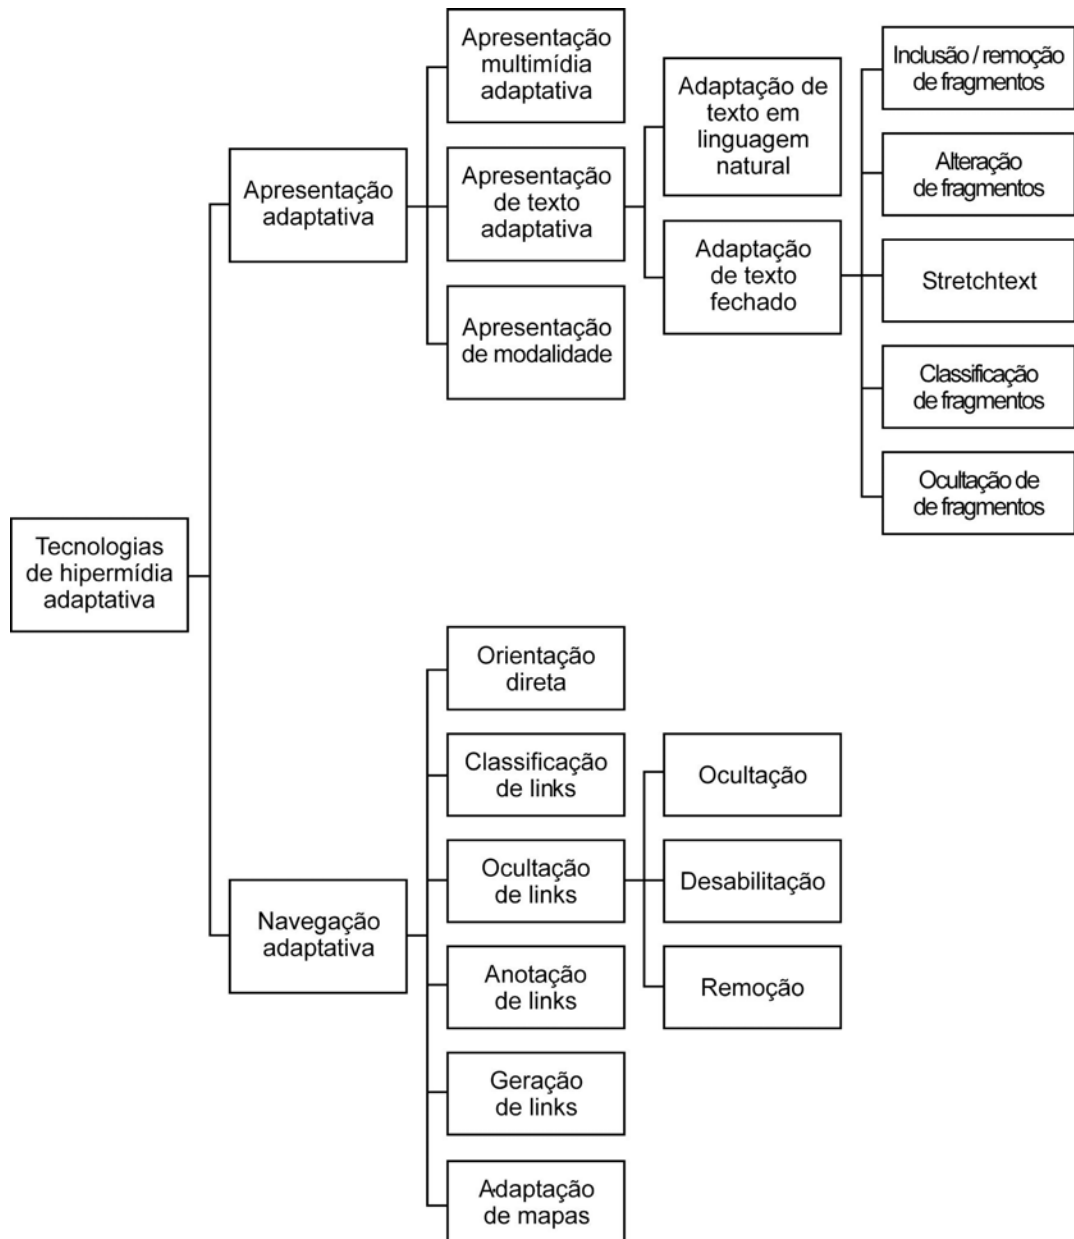 Apresentação
multimídia
adaptativa
Adaptação de
texto em
linguagem
natural
Inclusão / remoção
de fragmentos
Alteração
de fragmentos
Apresentação
adaptativa
Apresentação
de texto
adaptativa
Adaptação
de texto
fechado
Stretchtext
Apresentação
de modalidade
Classificação
de fragmentos
Ocultação de
de fragmentos
Tecnologias
de hipermídia
adaptativa
Orientação
direta
Classificação
de links
Ocultação
Navegação
adaptativa
Ocultação
de links
Desabilitação
Anotação
de links
Remoção
Geração
de links
Adaptação
de mapas